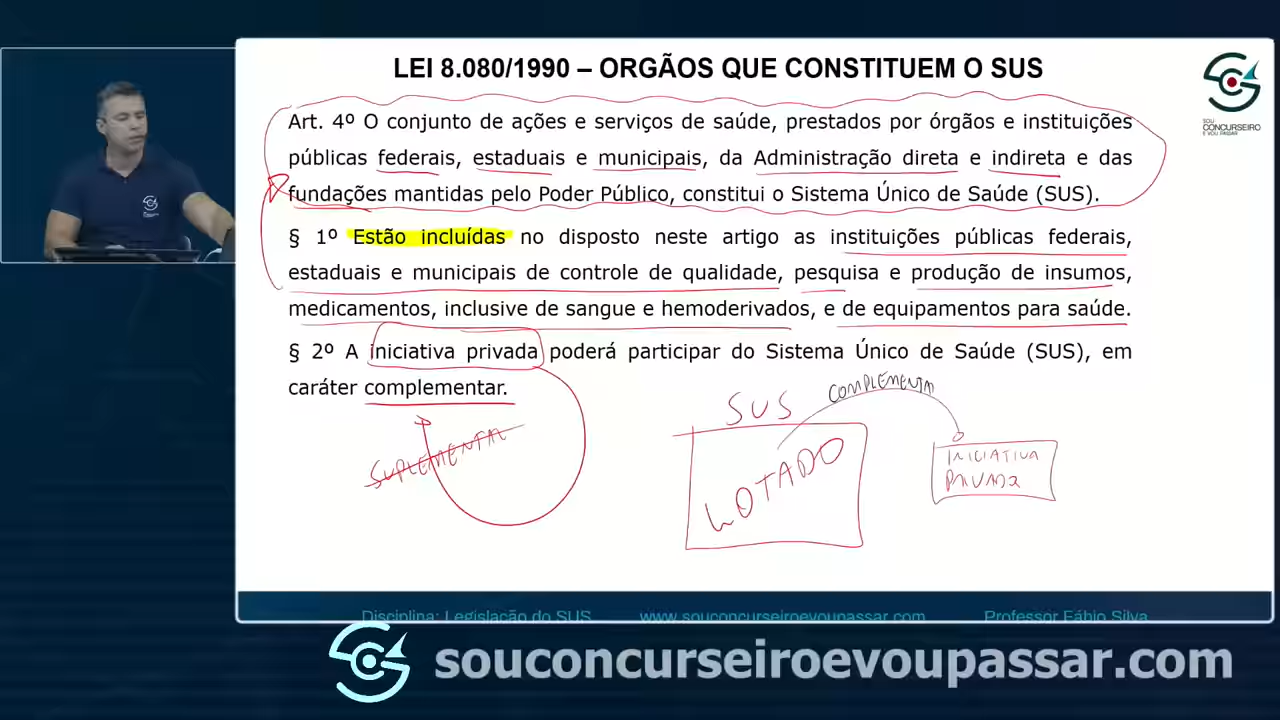 LEI 8.080/1990 – ORGÃOS QUE CONSTITUEM O SUS
SOU
CONCURSEIRO
E VOU PASSAR
Art. 4º O conjunto de ações e serviços de saúde, prestados por órgãos e instituições
públicas federais, estaduais e municipais, da Administração direta e indireta e das
fundações mantidas pelo Poder Público, constitui o Sistema Único de Saúde (SUS).
§ 1º Estão incluídas no disposto neste artigo as instituições públicas federais,
estaduais e municipais de controle de qualidade, pesquisa e produção de insumos,
medicamentos, inclusive de sangue e hemoderivados, e de equipamentos para saúde.
§ 2º A iniciativa privada poderá participar do Sistema Único de Saúde (SUS), em
caráter complementar.
COMPLEMENTAR
SUS
SUPLEMENTAL
LOTADO
INICIATIVA
PRIVADA
Disciplina: Legislação do SUS www.souconcurseiroevoupassar.com Professor Fábio Silva
souconcurseiroevoupassar.com